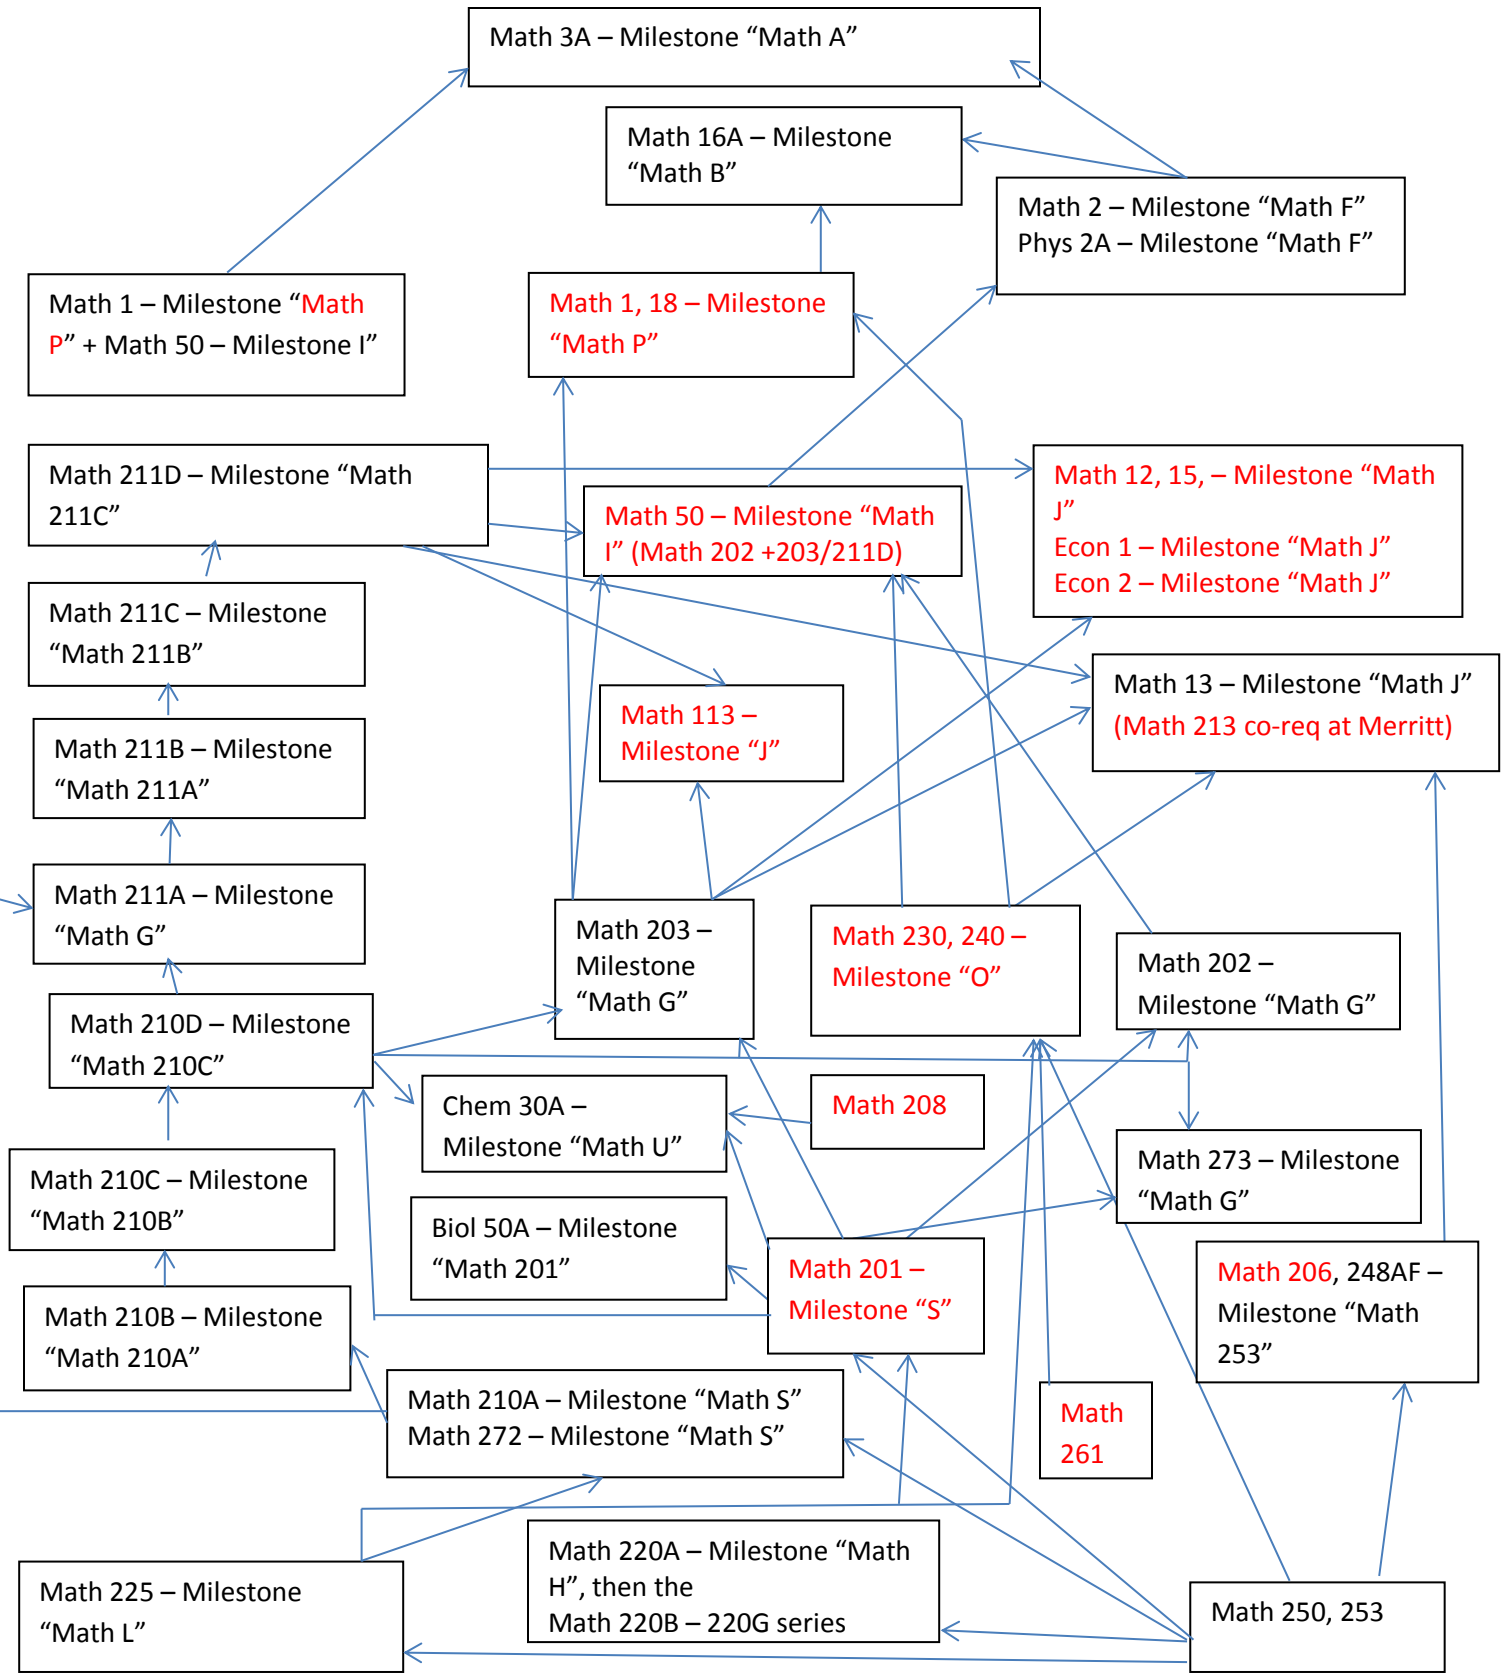 Math 3A – Milestone “Math A”
Math 16A – Milestone
“Math B”
Math 2 – Milestone “Math F”
Phys 2A – Milestone “Math F”
Math 1 – Milestone “Math
P” + Math 50 – Milestone I”
Math 1, 18 – Milestone
“Math P”
Math 211D – Milestone “Math
211C”
Math 50 – Milestone “Math
I” (Math 202 +203/211D)
Math 12, 15, – Milestone “Math
J”
Econ 1 – Milestone “Math J”
Econ 2 – Milestone “Math J”
Math 211C – Milestone
“Math 211B”
Math 113 –
Milestone “J”
Math 13 – Milestone “Math J”
(Math 213 co-req at Merritt)
Math 211B – Milestone
“Math 211A”
Math 211A – Milestone
“Math G”
Math 203 –
Milestone
“Math G”
Math 230, 240 –
Milestone “O”
Math 202 –
Milestone “Math G”
Math 210D – Milestone
“Math 210C”
Chem 30A –
Milestone “Math U”
Math 208
Math 273 – Milestone
“Math G”
Math 210C – Milestone
“Math 210B”
Biol 50A – Milestone
“Math 201”
Math 201 –
Milestone “S”
Math 206, 248AF –
Milestone “Math
253”
Math 210B – Milestone
“Math 210A”
Math 210A – Milestone “Math S”
Math 272 – Milestone “Math S”
Math
261
Math 225 – Milestone
“Math L”
Math 220A – Milestone “Math
H”, then the
Math 220B – 220G series
Math 250, 253